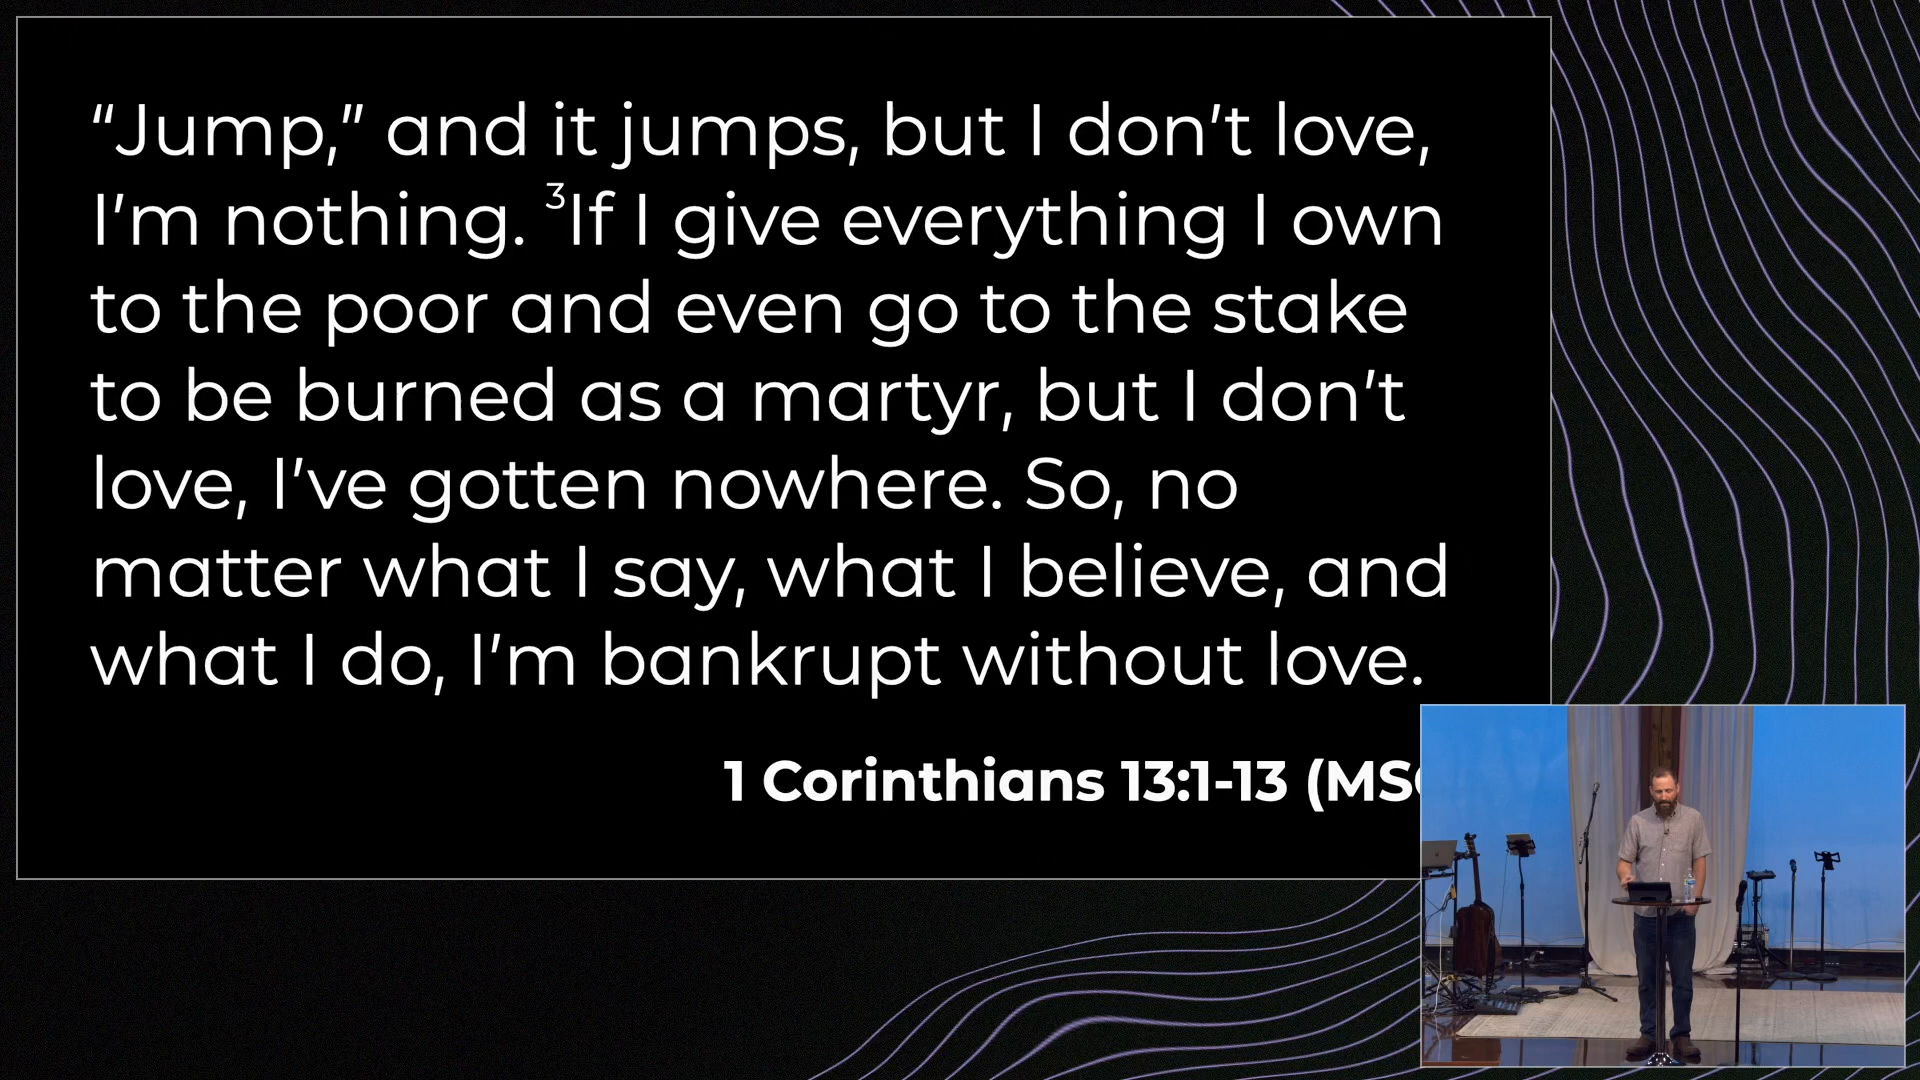 “Jump,” and it jumps, but I don’t love,
I’m nothing. ³If I give everything I own
to the poor and even go to the stake
to be burned as a martyr, but I don’t
love, I’ve gotten nowhere. So, no
matter what I say, what I believe, and
what I do, I’m bankrupt without love.
1 Corinthians 13:1-13 (MS